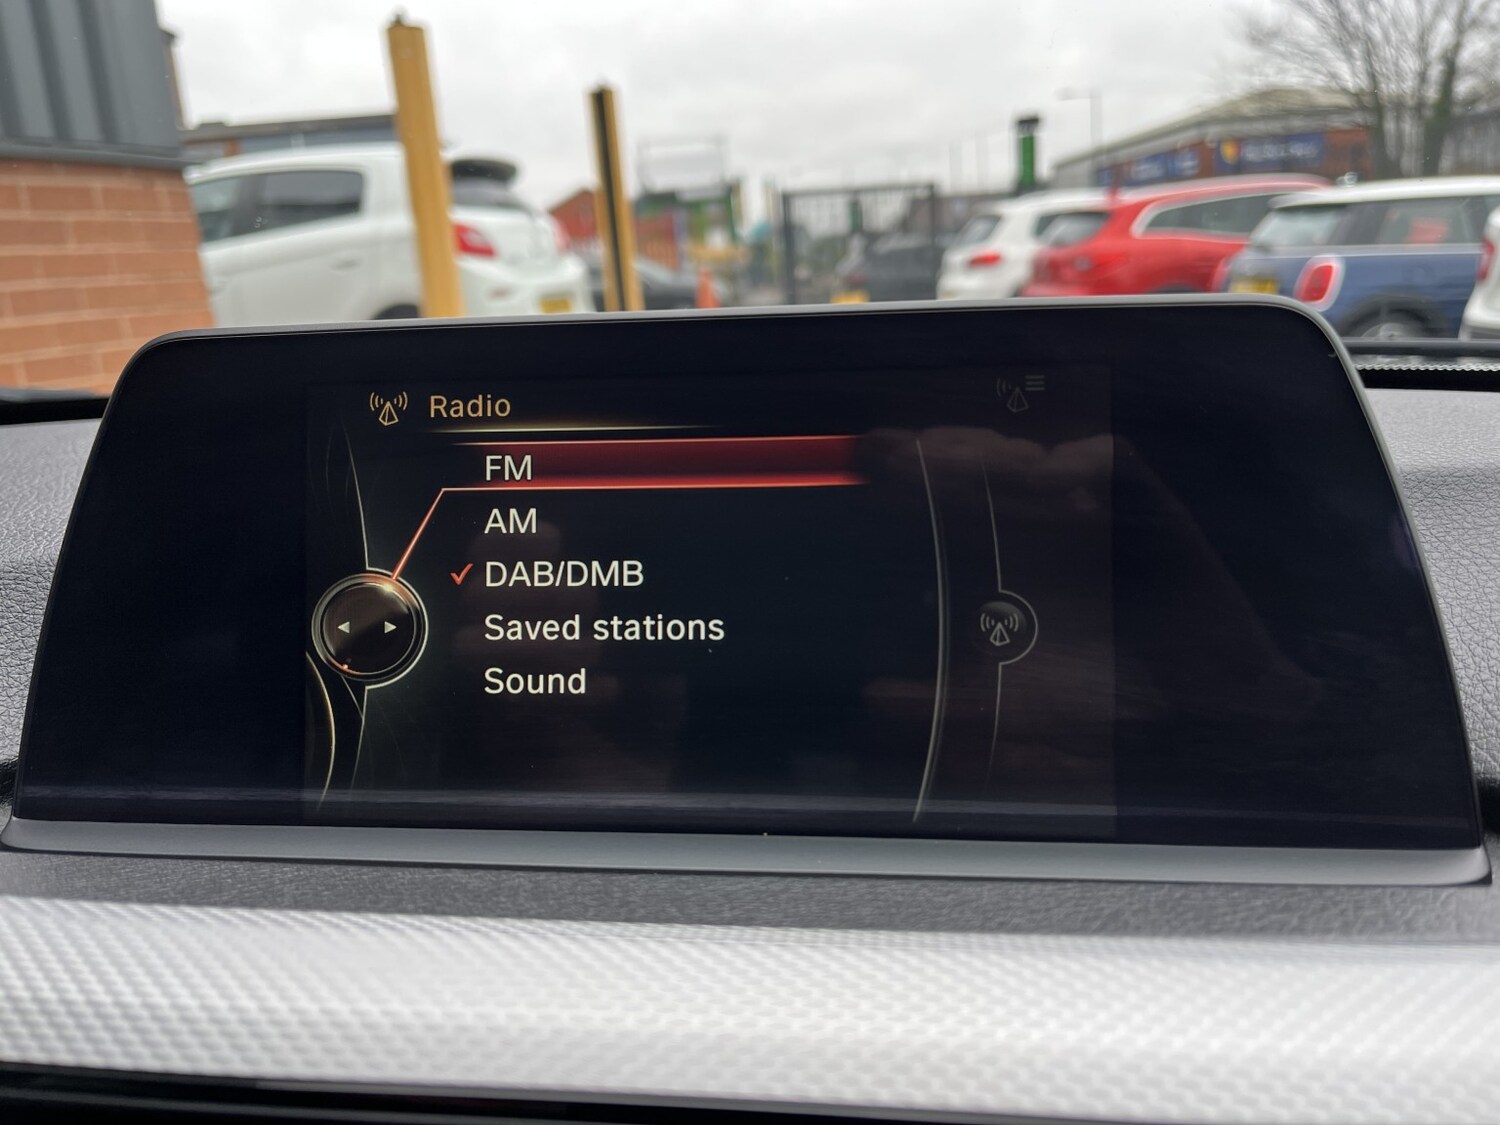 Radio
FM
AM
DAB/DMB
Saved stations
Sound